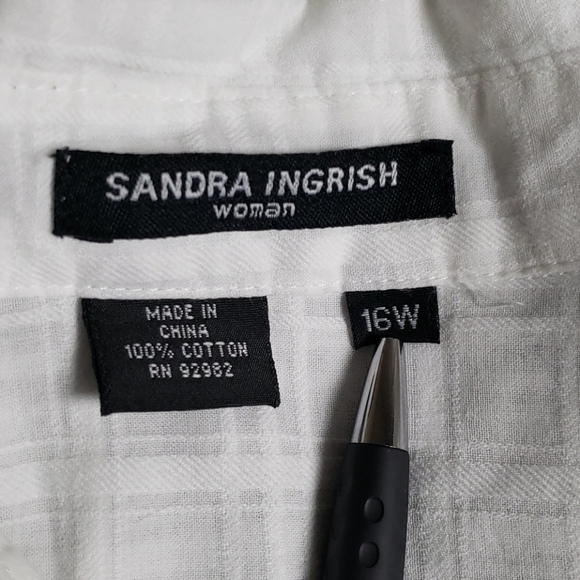 SANDRA INGRISH
woman
MADE IN
CHINA
100% COTTON
RN 92982
16W